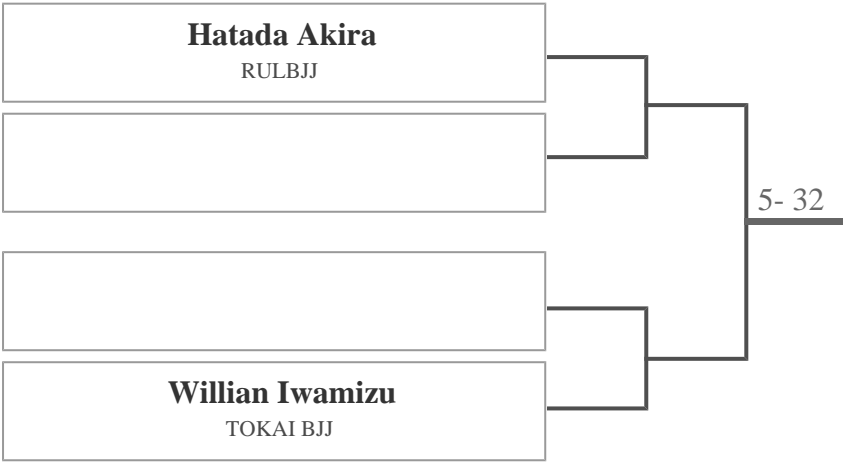 Hatada Akira
RULBJJ
5- 32
Willian Iwamizu
TOKAI BJJ